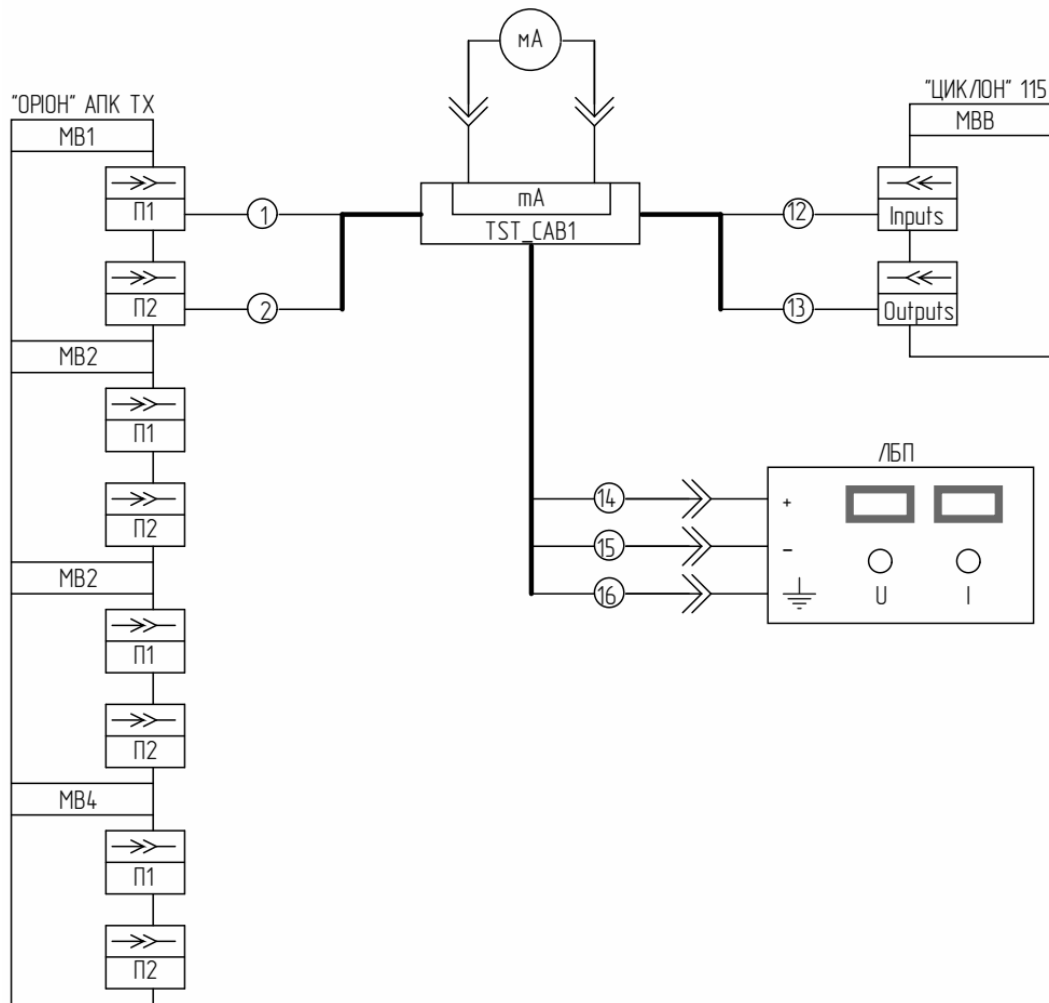 мА
"ОРІОН" АПК ТХ
МВ1
П1
1
П2
2
mA
TST_CAB1
"ЦИКЛОН" 115
МВВ
12
Inputs
13
Outputs
МВ2
П1
П2
ЛБП
14
+
15
−
16
U
I
МВ2
П1
П2
МВ4
П1
П2